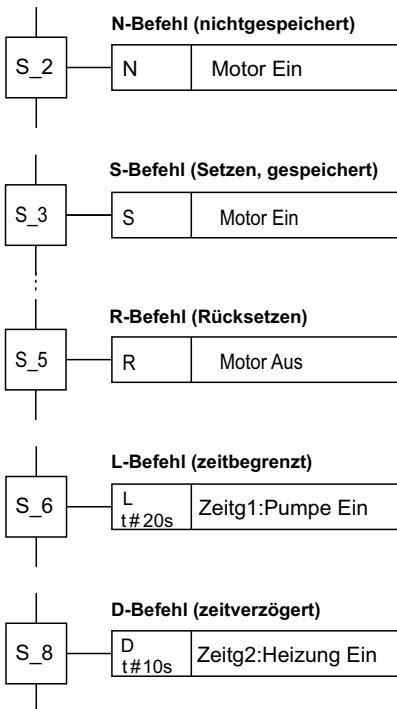 N-Befehl (nichtgespeichert)
S_2 N Motor Ein
S-Befehl (Setzen, gespeichert)
S_3 S Motor Ein
R-Befehl (Rücksetzen)
S_5 R Motor Aus
L-Befehl (zeitbegrenzt)
S_6 L Zeitg1:Pumpe Ein
t#20s
D-Befehl (zeitverzögert)
S_8 D Zeitg2:Heizung Ein
t#10s